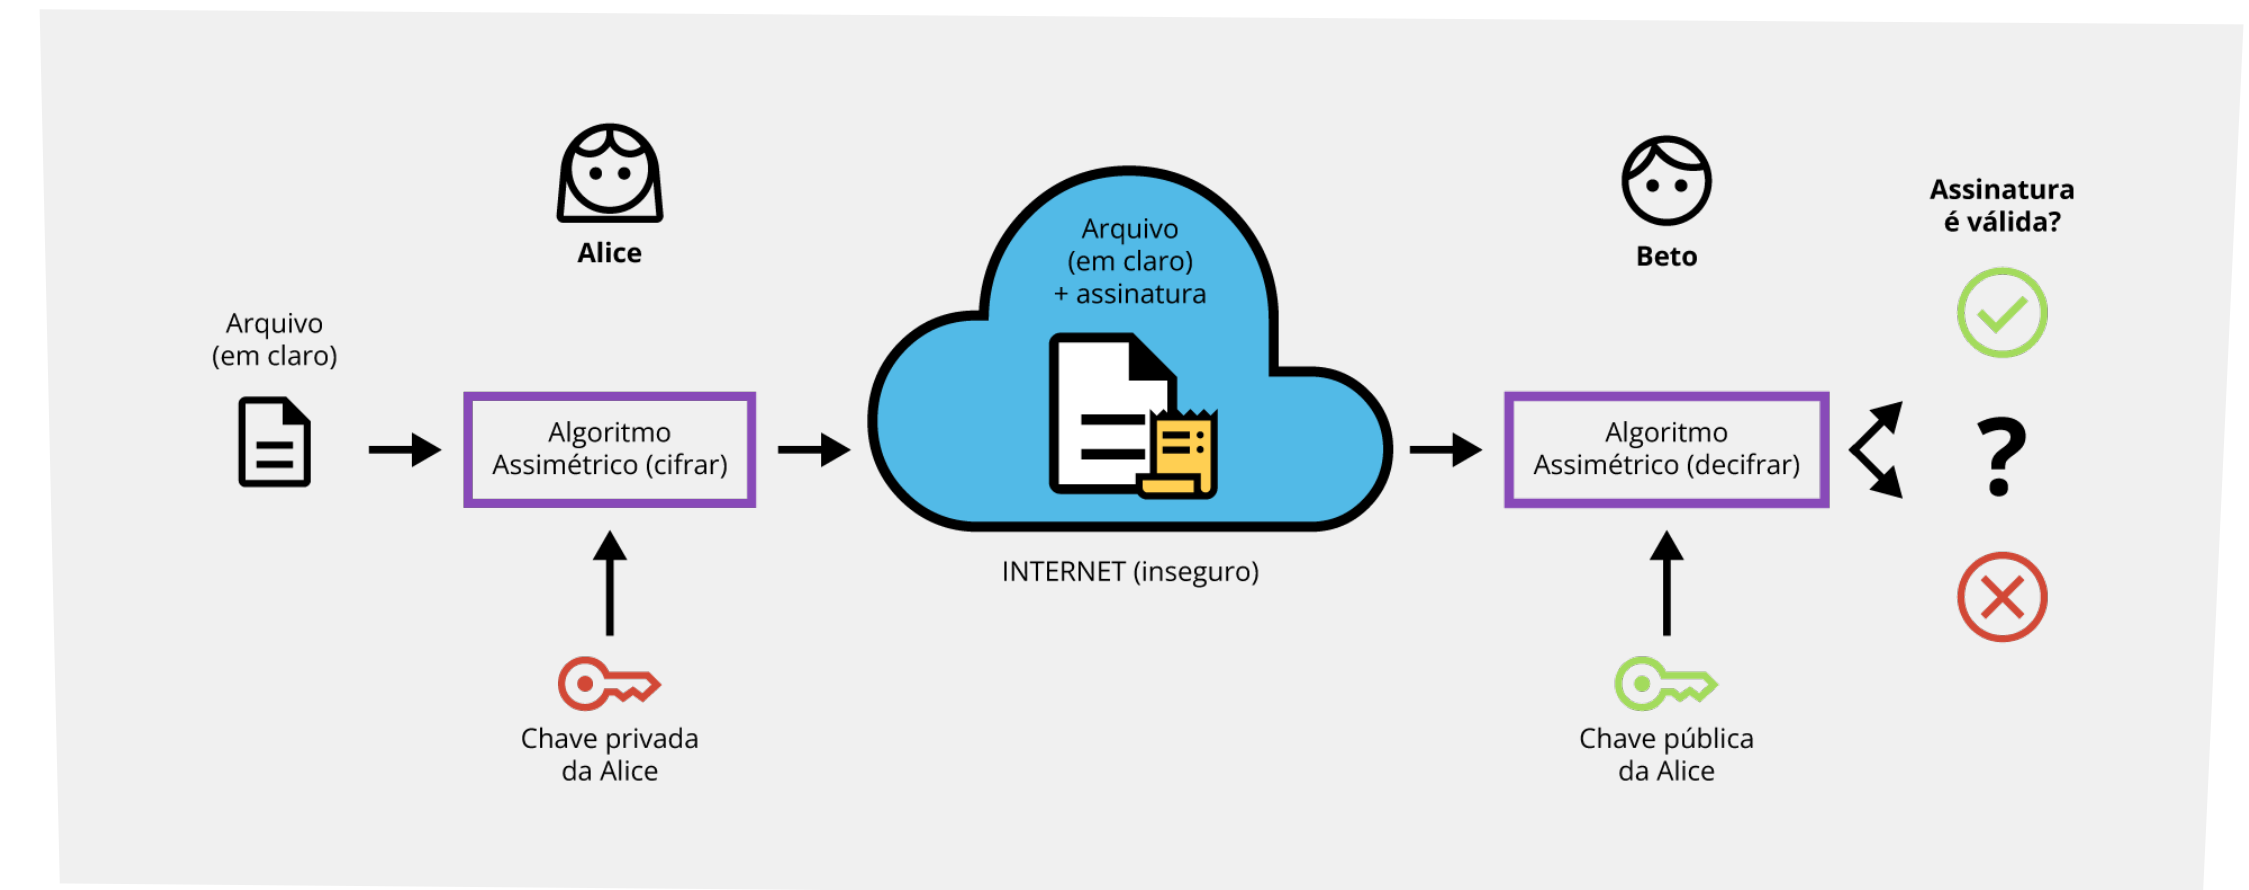 Alice
Arquivo
(em claro)
Algoritmo
Assimétrico (cifrar)
Chave privada
da Alice
Arquivo
(em claro)
+ assinatura
INTERNET (inseguro)
Beto
Algoritmo
Assimétrico (decifrar)
Chave pública
da Alice
Assinatura
é válida?
?